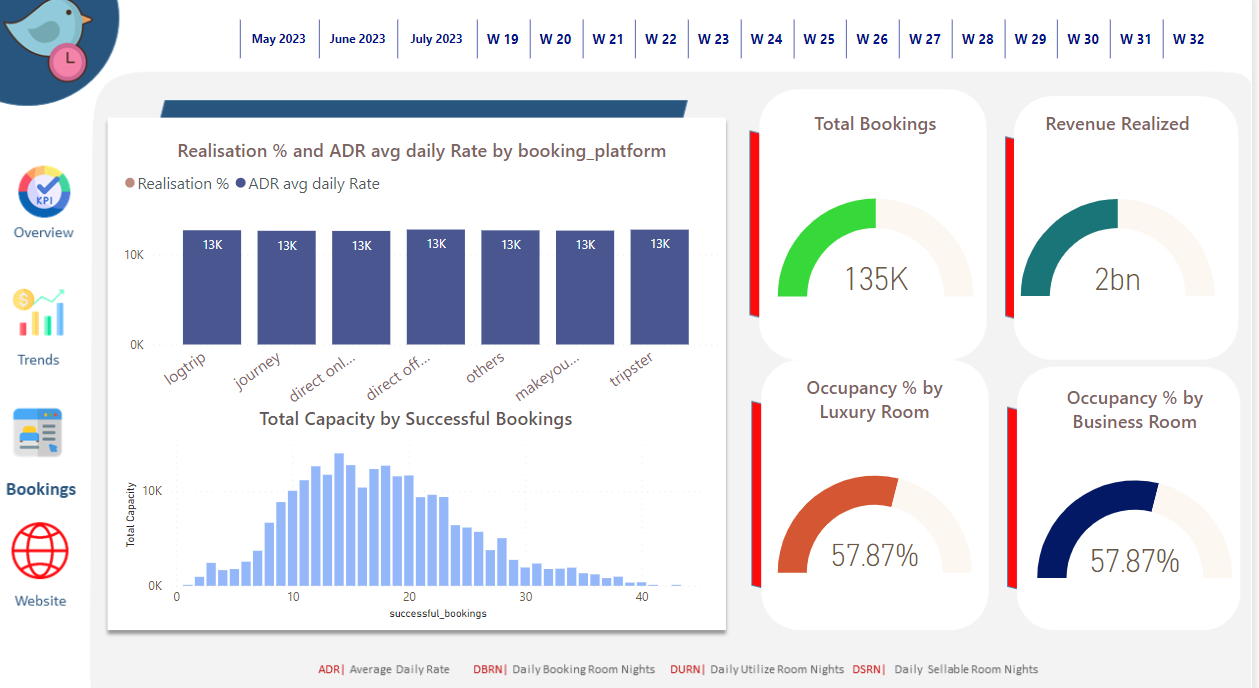 May 2023 June 2023 July 2023 W 19 W 20 W 21 W 22 W 23 W 24 W 25 W 26 W 27 W 28 W 29 W 30 W 31 W 32
KPI
Overview
$
Trends
Bookings
Website
Realisation % and ADR avg daily Rate by booking_platform
Realisation % ADR avg daily Rate
10K
0K
13K 13K 13K 13K 13K 13K 13K
logtrip journey direct onl... direct off... others makeyou... tripster
Total Capacity by Successful Bookings
Total Capacity
10K
0K
0 10 20 30 40
successful_bookings
Total Bookings
135K
Revenue Realized
2bn
Occupancy % by
Luxury Room
57.87%
Occupancy % by
Business Room
57.87%
ADR| Average Daily Rate DBRN| Daily Booking Room Nights DURN| Daily Utilize Room Nights DSRN| Daily Sellable Room Nights